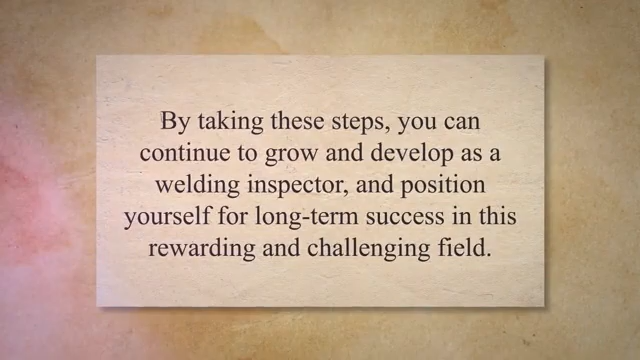 By taking these steps, you can
continue to grow and develop as a
welding inspector, and position
yourself for long-term success in this
rewarding and challenging field.